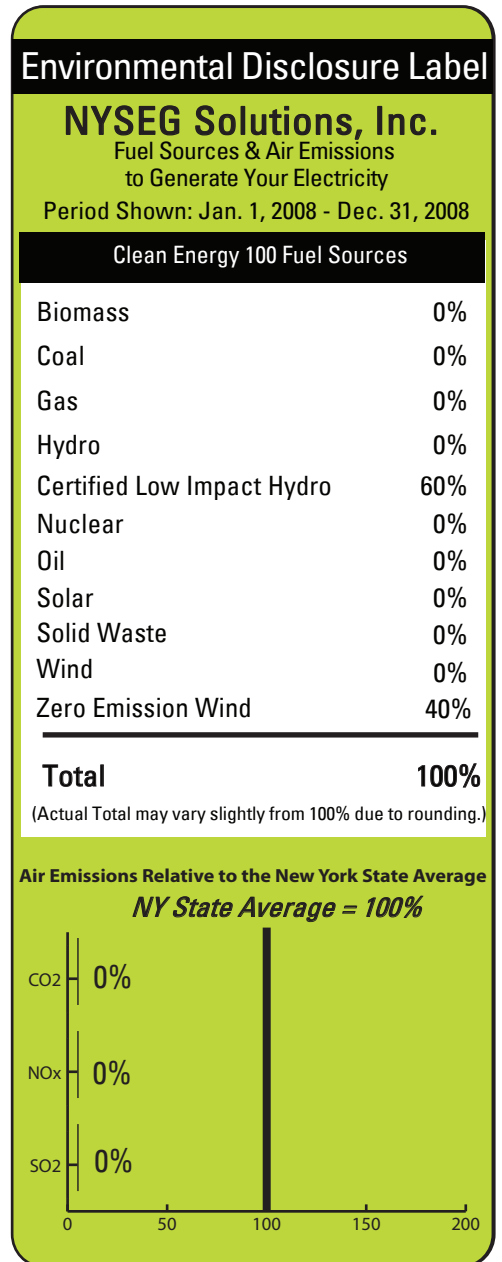 Environmental Disclosure Label
NYSEG Solutions, Inc.
Fuel Sources & Air Emissions
to Generate Your Electricity
Period Shown: Jan. 1, 2008 - Dec. 31, 2008
Clean Energy 100 Fuel Sources
Biomass 0%
Coal 0%
Gas 0%
Hydro 0%
Certified Low Impact Hydro 60%
Nuclear 0%
Oil 0%
Solar 0%
Solid Waste 0%
Wind 0%
Zero Emission Wind 40%
Total 100%
(Actual Total may vary slightly from 100% due to rounding.)
Air Emissions Relative to the New York State Average
NY State Average = 100%
CO2 0%
NOx 0%
SO2 0%
0 50 100 150 200